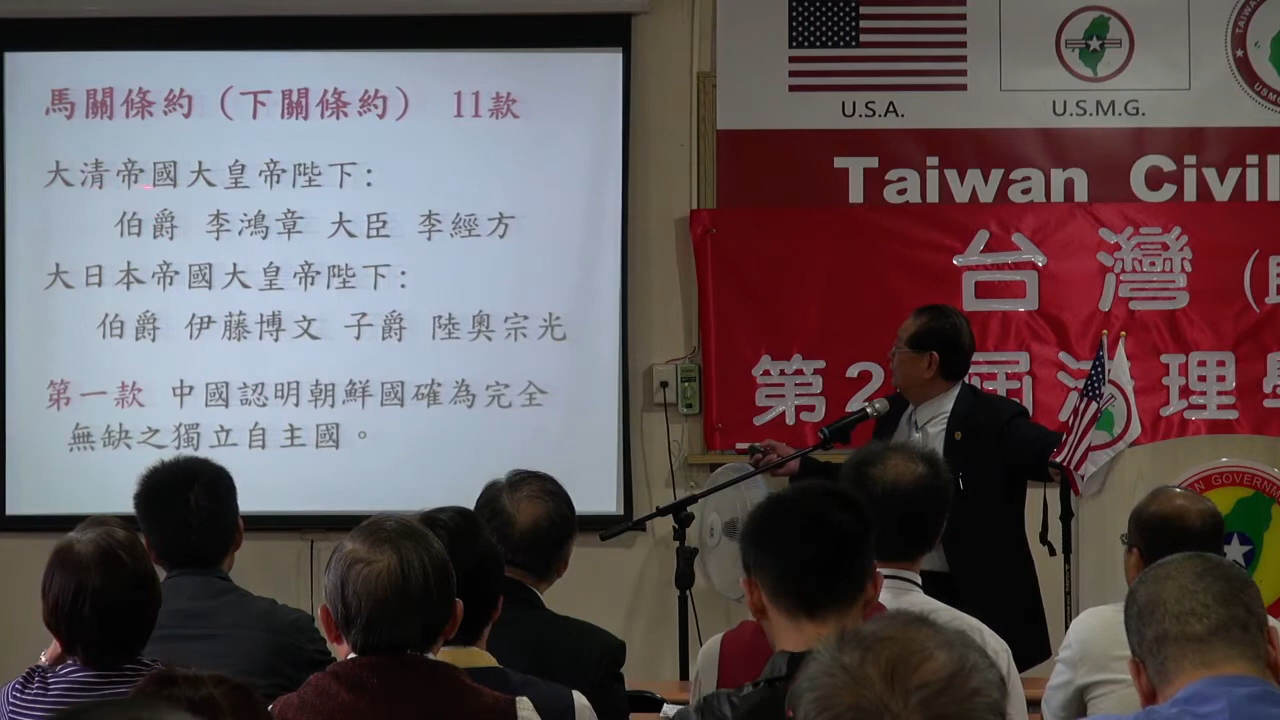 馬關條約（下關條約） 11款
大清帝國大皇帝陛下:
伯爵 李鴻章 大臣 李經方
大日本帝國大皇帝陛下:
伯爵 伊藤博文 子爵 陸奧宗光
第一款 中國認明朝鮮國確為完全
無缺之獨立自主國。
U.S.A.
U.S.M.G.
Taiwan Civil
台灣
第2 屆法理學
GOVERNM